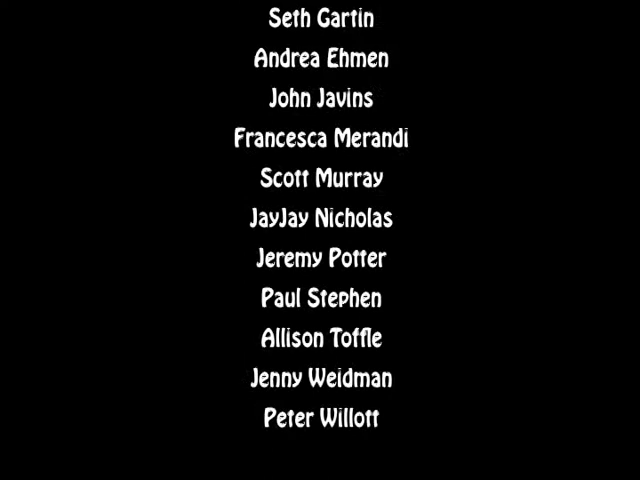 Seth Gartin
Andrea Ehmen
John Javins
Francesca Merandi
Scott Murray
JayJay Nicholas
Jeremy Potter
Paul Stephen
Allison Toffle
Jenny Weidman
Peter Willott